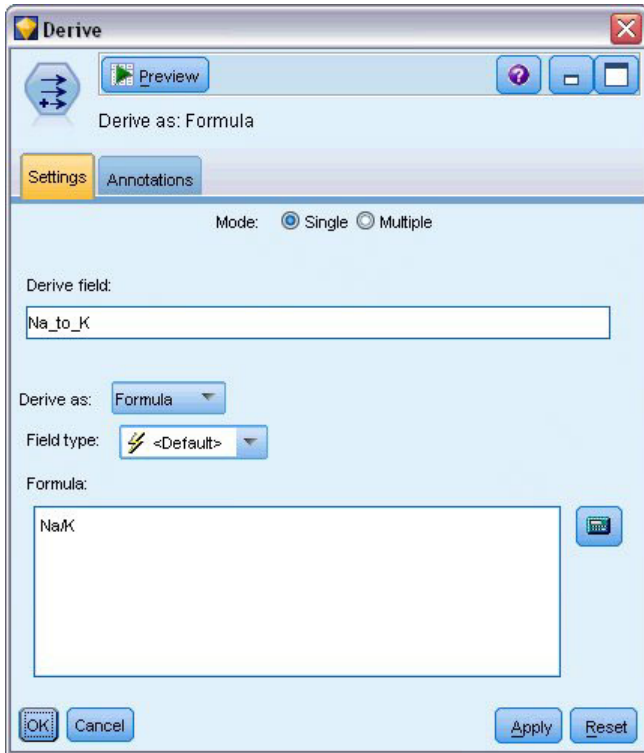 Derive
Preview
Derive as: Formula
Settings Annotations
Mode: Single Multiple
Derive field:
Na_to_K
Derive as: Formula
Field type: <Default>
Formula:
Na/K
OK Cancel Apply Reset